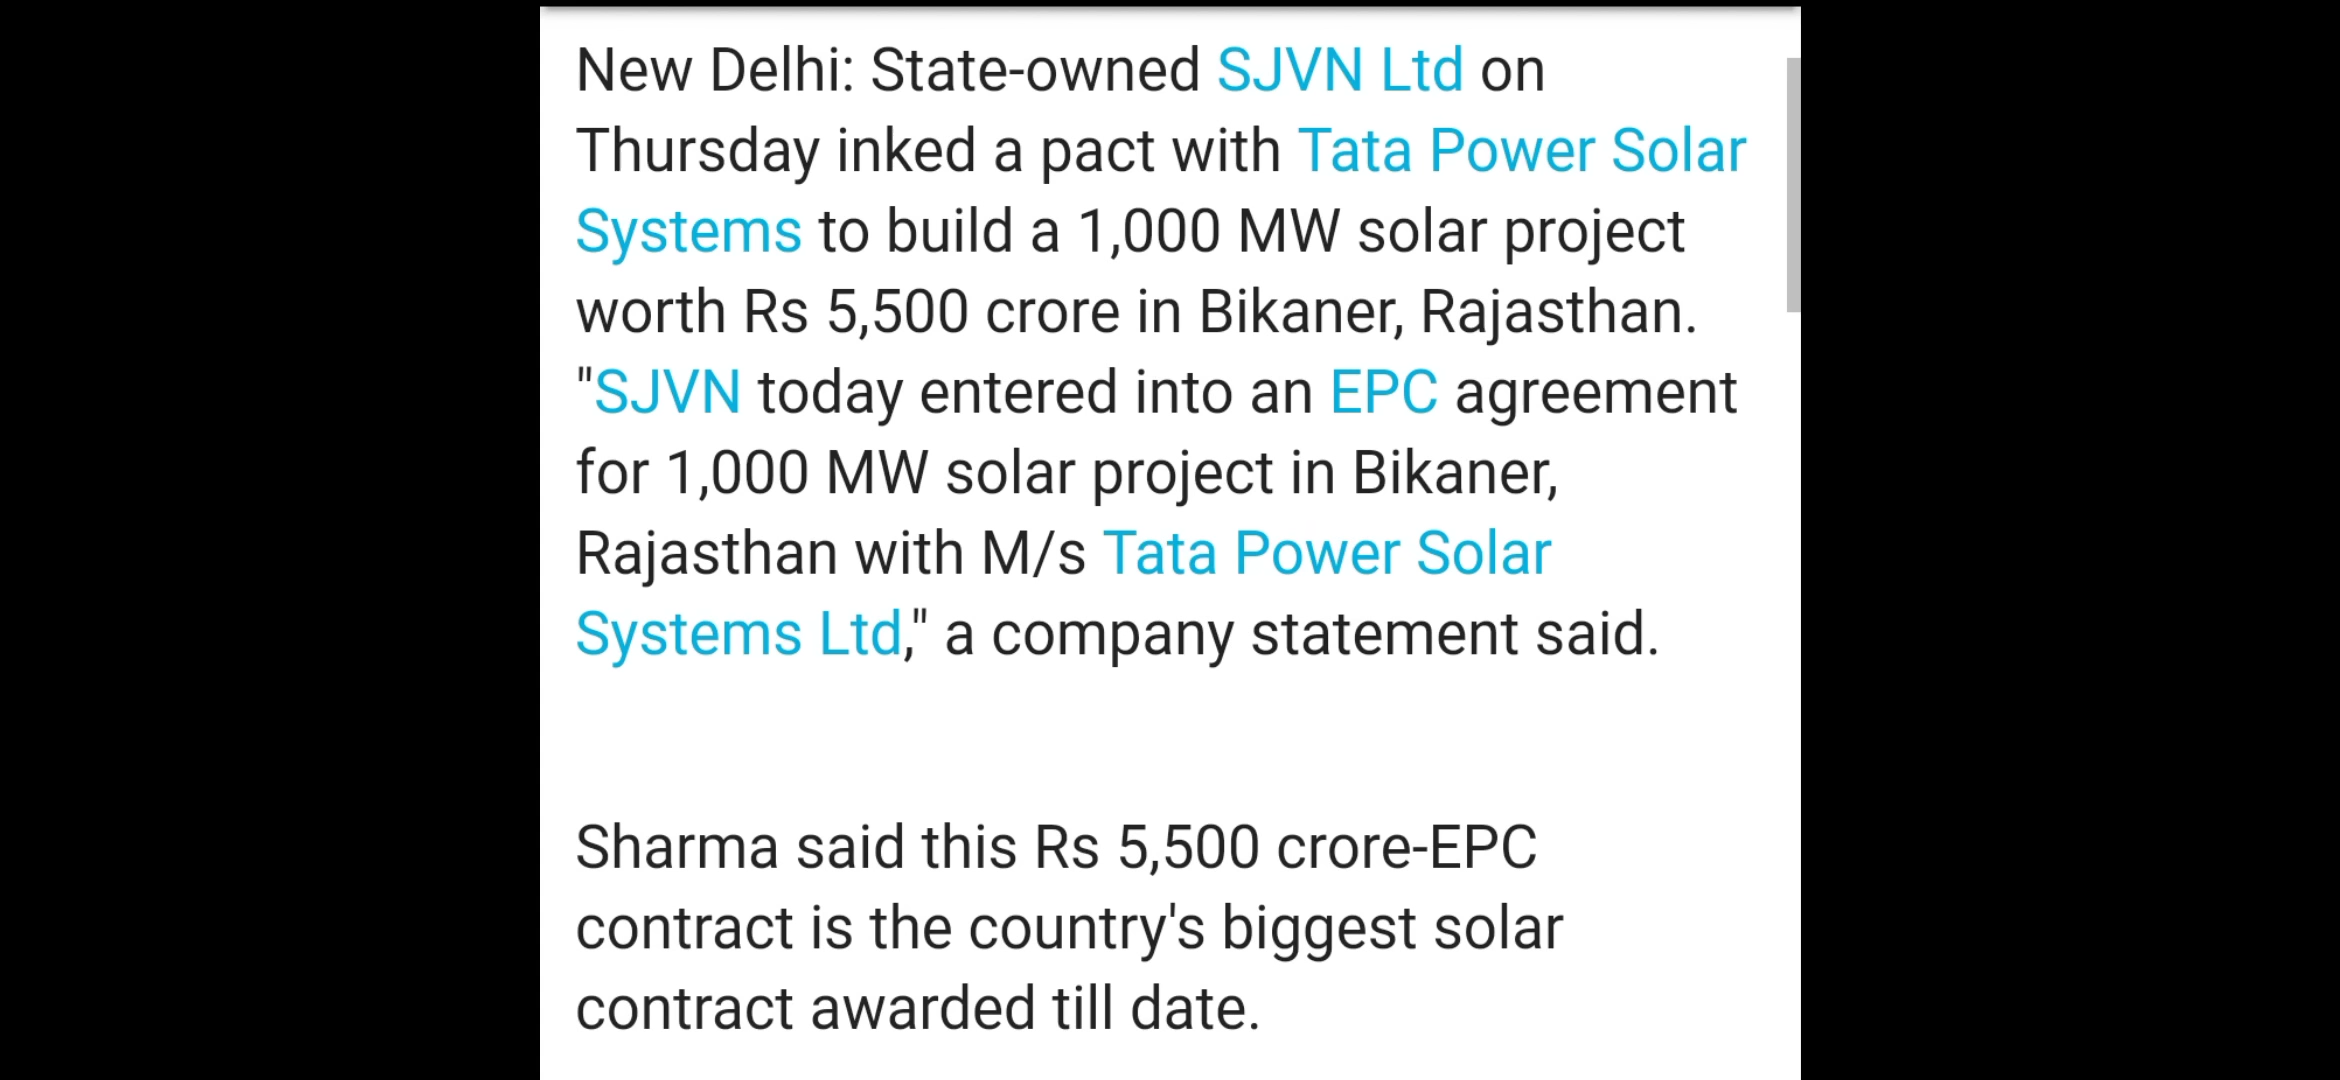 New Delhi: State-owned SJVN Ltd on
Thursday inked a pact with Tata Power Solar
Systems to build a 1,000 MW solar project
worth Rs 5,500 crore in Bikaner, Rajasthan.
"SJVN today entered into an EPC agreement
for 1,000 MW solar project in Bikaner,
Rajasthan with M/s Tata Power Solar
Systems Ltd," a company statement said.
Sharma said this Rs 5,500 crore-EPC
contract is the country's biggest solar
contract awarded till date.